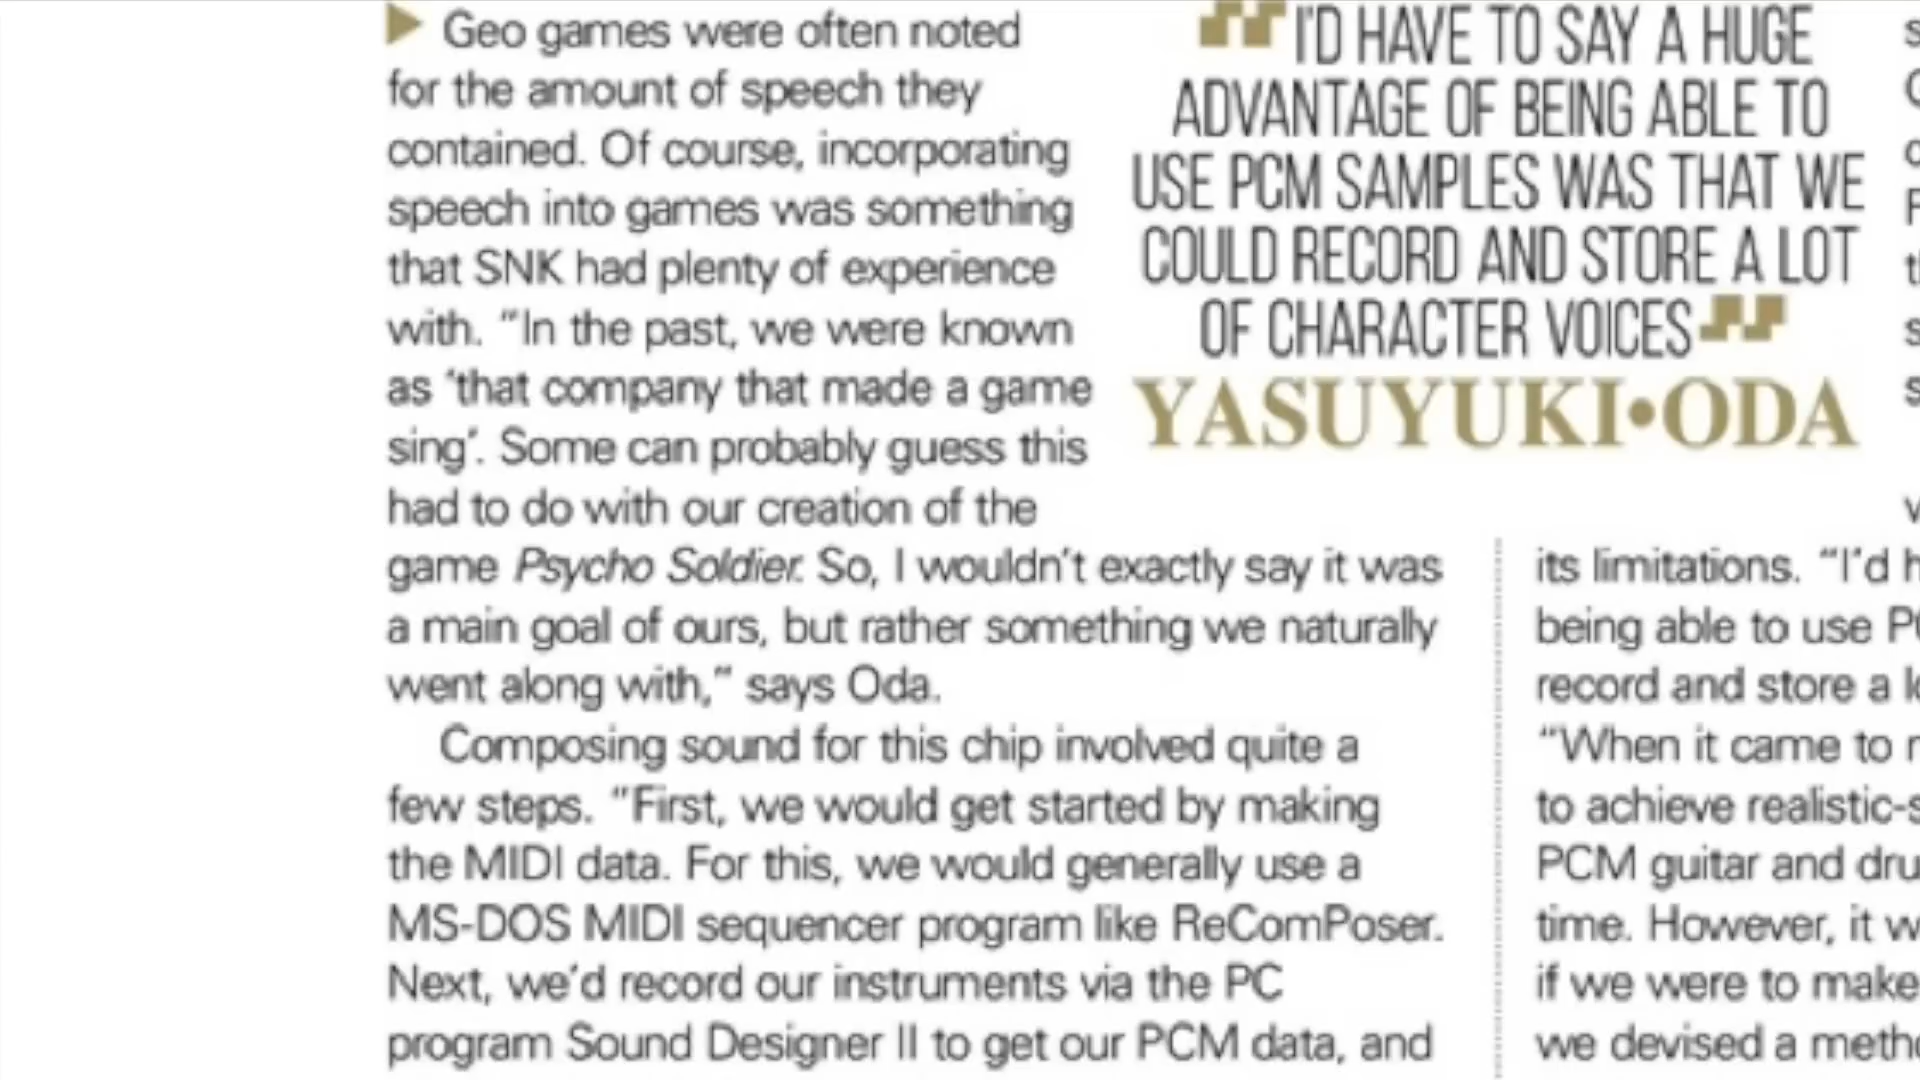 Geo games were often noted
for the amount of speech they
contained. Of course, incorporating
speech into games was something
that SNK had plenty of experience
with. “In the past, we were known
as ‘that company that made a game
sing’. Some can probably guess this
had to do with our creation of the
game Psycho Soldier. So, I wouldn’t exactly say it was
a main goal of ours, but rather something we naturally
went along with,” says Oda.
Composing sound for this chip involved quite a
few steps. “First, we would get started by making
the MIDI data. For this, we would generally use a
MS-DOS MIDI sequencer program like ReComPoser.
Next, we’d record our instruments via the PC
program Sound Designer II to get our PCM data, and
I’D HAVE TO SAY A HUGE
ADVANTAGE OF BEING ABLE TO
USE PCM SAMPLES WAS THAT WE
COULD RECORD AND STORE A LOT
OF CHARACTER VOICES
YASUYUKI•ODA
its limitations. “I’d
being able to use
record and store a
“When it came to
to achieve realistic-
PCM guitar and
time. However, it
if we were to make
we devised a